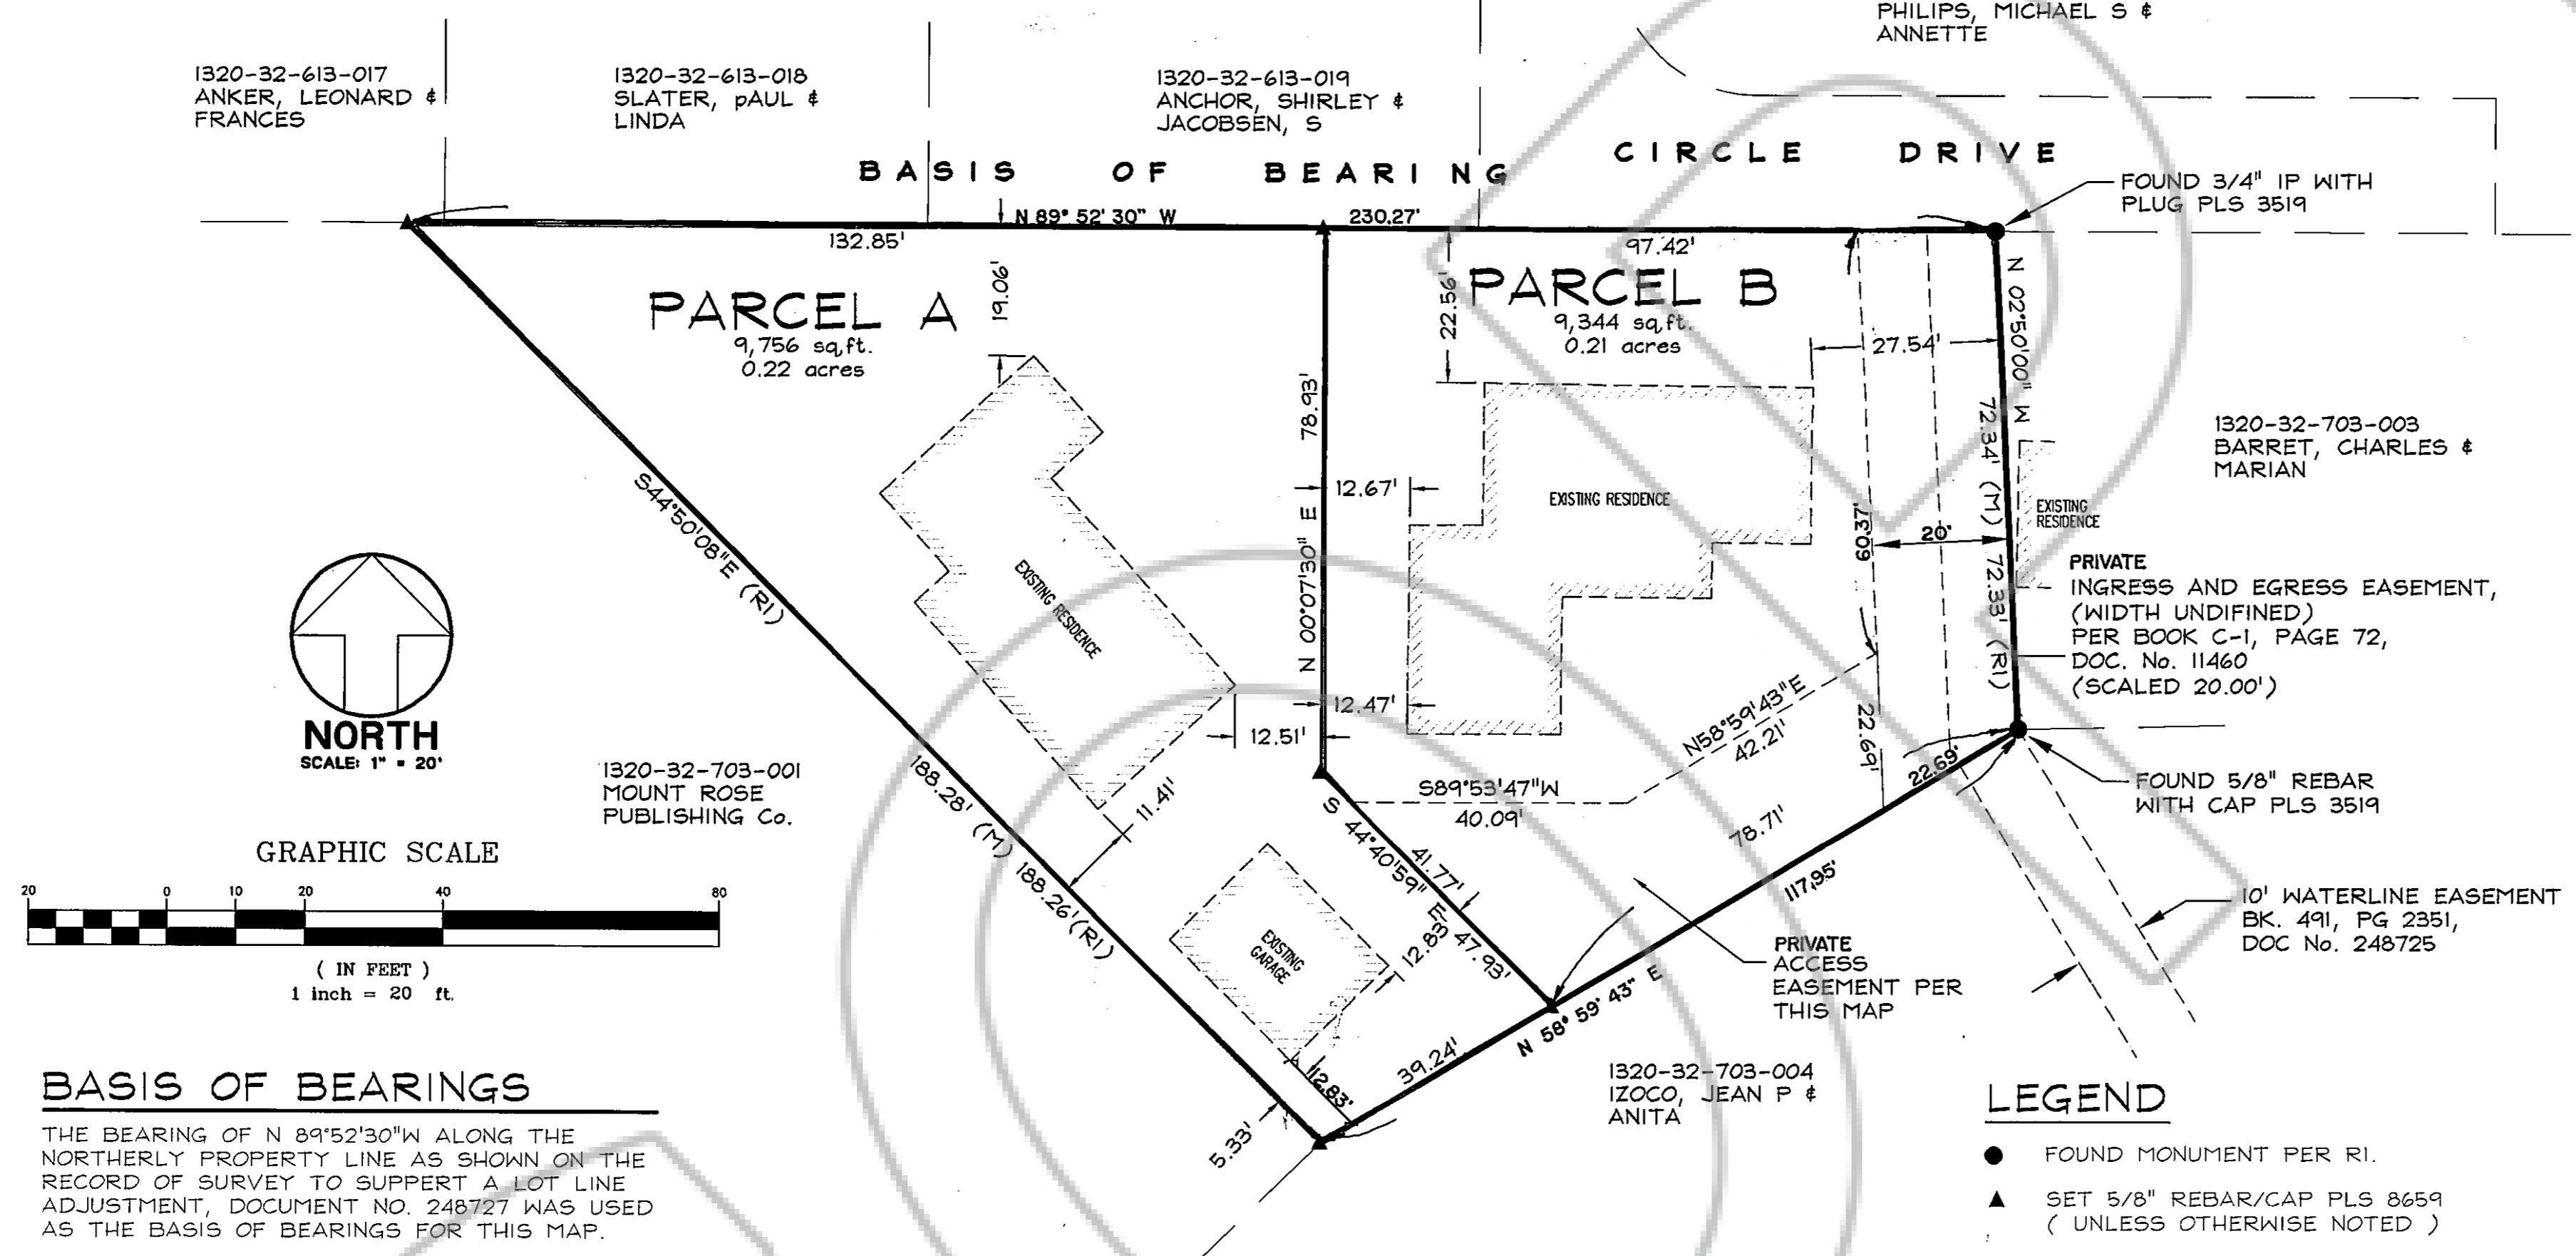 PHILIPS, MICHAEL S &
ANNETTE
1320-32-613-017
ANKER, LEONARD &
FRANCES
1320-32-613-018
SLATER, pAUL &
LINDA
1320-32-613-019
ANCHOR, SHIRLEY &
JACOBSEN, S
BASIS OF BEARING
CIRCLE DRIVE
FOUND 3/4" IP WITH
PLUG PLS 3519
N 89° 52' 30" W 230.27'
132.85'
97.42'
19.06'
PARCEL A
9,756 sq.ft.
0.22 acres
22.56'
PARCEL B
9,344 sq.ft.
0.21 acres
27.54'
N 02°50'00" W
72.34' (M) 72.33' (R1)
78.93'
N 00°07'30" E
12.67'
EXISTING RESIDENCE
60.37'
20'
EXISTING
RESIDENCE
1320-32-703-003
BARRET, CHARLES &
MARIAN
PRIVATE
INGRESS AND EGRESS EASEMENT,
(WIDTH UNDIFINED)
PER BOOK C-1, PAGE 72,
DOC. No. 11460
(SCALED 20.00')
S44°50'08"E (R1)
EXISTING RESIDENCE
12.47'
12.51'
N58°59'43"E
42.21'
22.69'
22.69'
S89°53'47"W
40.09'
NORTH
SCALE: 1" = 20'
1320-32-703-001
MOUNT ROSE
PUBLISHING Co.
188.28' (M) 188.26'(R1)
11.41'
S 44°40'59" E 47.93'
41.77'
12.83'
78.71'
117.95'
FOUND 5/8" REBAR
WITH CAP PLS 3519
10' WATERLINE EASEMENT
BK. 491, PG 2351,
DOC No. 248725
GRAPHIC SCALE
20 0 10 20 40 80
( IN FEET )
1 inch = 20 ft.
EXISTING
GARAGE
PRIVATE
ACCESS
EASEMENT PER
THIS MAP
N 58° 59' 43" E
39.24'
12.83'
5.33'
1320-32-703-004
IZOCO, JEAN P &
ANITA
BASIS OF BEARINGS
THE BEARING OF N 89°52'30"W ALONG THE
NORTHERLY PROPERTY LINE AS SHOWN ON THE
RECORD OF SURVEY TO SUPPERT A LOT LINE
ADJUSTMENT, DOCUMENT NO. 248727 WAS USED
AS THE BASIS OF BEARINGS FOR THIS MAP.
LEGEND
FOUND MONUMENT PER R1.
SET 5/8" REBAR/CAP PLS 8659
( UNLESS OTHERWISE NOTED )